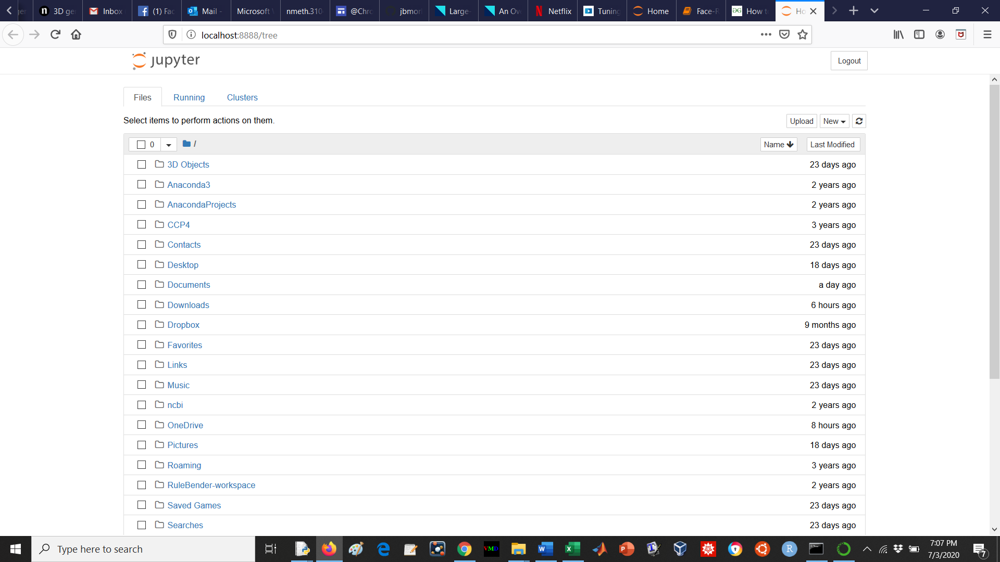 3D ge Inbox (1) Fac Mail - Microsoft nmeth.310 @Chro jbmorl Large- An Ov Netflix Tuning Home Face-R How to Ho
localhost:8888/tree
jupyter Logout
Files Running Clusters
Select items to perform actions on them. Upload New
0 / Name Last Modified
3D Objects 23 days ago
Anaconda3 2 years ago
AnacondaProjects 2 years ago
CCP4 3 years ago
Contacts 23 days ago
Desktop 18 days ago
Documents a day ago
Downloads 6 hours ago
Dropbox 9 months ago
Favorites 23 days ago
Links 23 days ago
Music 23 days ago
ncbi 2 years ago
OneDrive 8 hours ago
Pictures 18 days ago
Roaming 3 years ago
RuleBender-workspace 2 years ago
Saved Games 23 days ago
Searches 23 days ago
Type here to search VMD 7:07 PM
7/3/2020 7